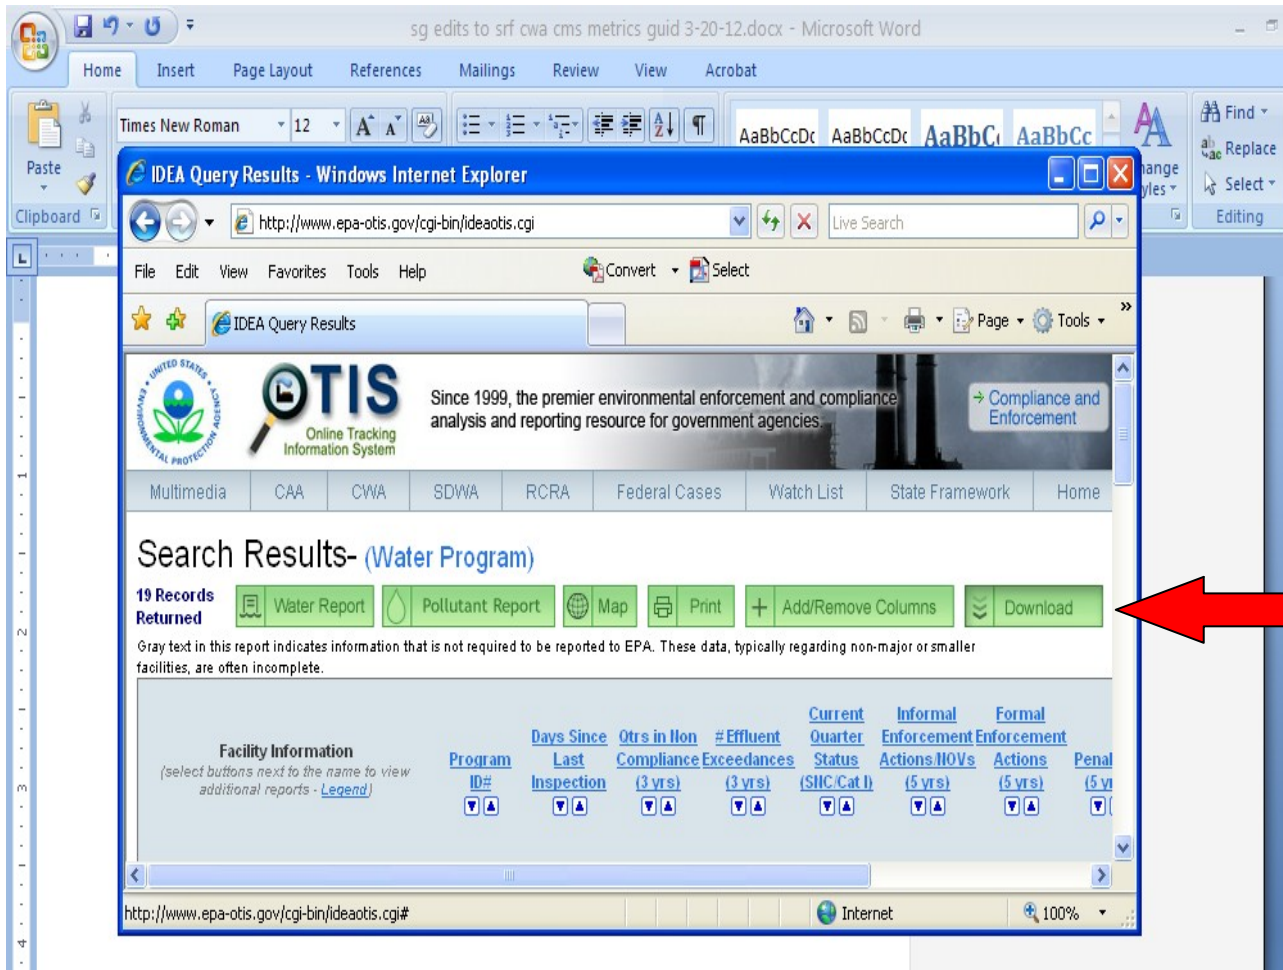 sg edits to srf cwa cms metrics guid 3-20-12.docx - Microsoft Word
Home Insert Page Layout References Mailings Review View Acrobat
Times New Roman 12
AaBbCcDc AaBbCcDc AaBbC AaBbCc
Find
Replace
Select
Paste
Clipboard
Editing
IDEA Query Results - Windows Internet Explorer
http://www.epa-otis.gov/cgi-bin/ideaotis.cgi
Live Search
File Edit View Favorites Tools Help
Convert Select
IDEA Query Results
Page Tools
UNITED STATES
ENVIRONMENTAL PROTECTION AGENCY
OTIS
Online Tracking
Information System
Since 1999, the premier environmental enforcement and compliance
analysis and reporting resource for government agencies.
Compliance and
Enforcement
Multimedia CAA CWA SDWA RCRA Federal Cases Watch List State Framework Home
Search Results- (Water Program)
19 Records
Returned
Water Report Pollutant Report Map Print Add/Remove Columns Download
Gray text in this report indicates information that is not required to be reported to EPA. These data, typically regarding non-major or smaller
facilities, are often incomplete.
Facility Information
(select buttons next to the name to view
additional reports - Legend)
Program
ID#
Days Since
Last
Inspection
Qtrs in Non
Compliance
(3 yrs)
# Effluent
Exceedances
(3 yrs)
Current
Quarter
Status
(SNC/Cat I)
Informal
Enforcement
Actions/NOVs
(5 yrs)
Formal
Enforcement
Actions
(5 yrs)
Penal
(5 y
http://www.epa-otis.gov/cgi-bin/ideaotis.cgi#
Internet
100%